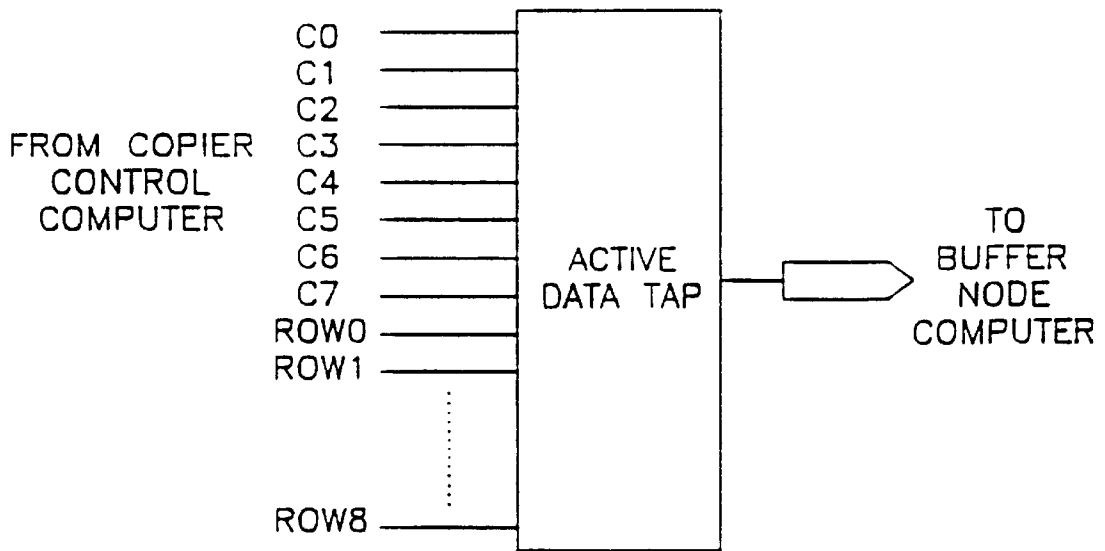 C0
C1
C2
C3
C4
C5
C6
C7
ROW0
ROW1
ROW8
FROM COPIER
CONTROL
COMPUTER
ACTIVE
DATA TAP
TO
BUFFER
NODE
COMPUTER